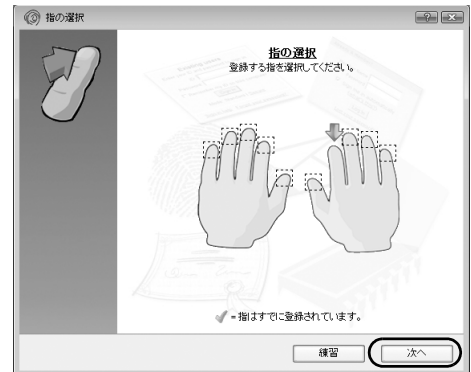 指の選択
指の選択
登録する指を選択してください。
= 指はすでに登録されています。
練習
次へ